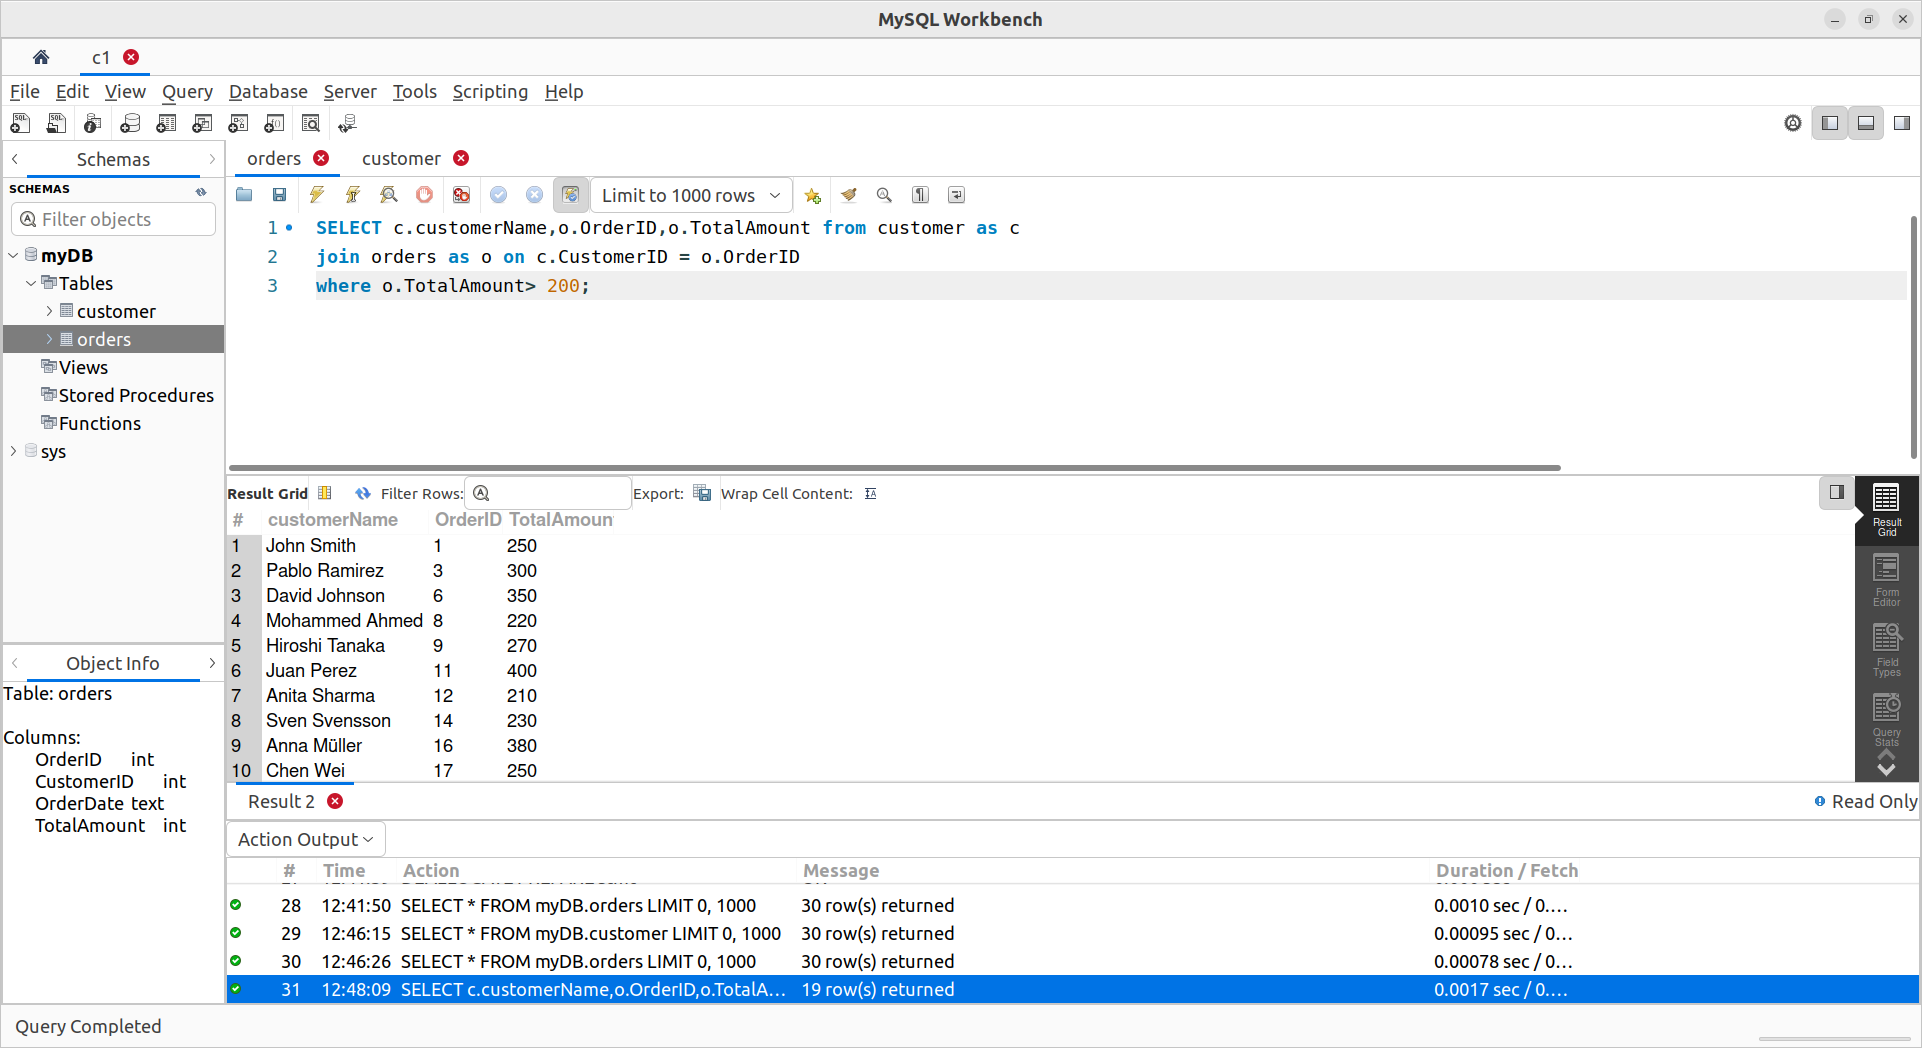 MySQL Workbench
c1
File Edit View Query Database Server Tools Scripting Help
Schemas
SCHEMAS
Filter objects
myDB
Tables
customer
orders
Views
Stored Procedures
Functions
sys
Object Info
Table: orders
Columns:
OrderID int
CustomerID int
OrderDate text
TotalAmount int
orders customer
Limit to 1000 rows
1 SELECT c.customerName,o.OrderID,o.TotalAmount from customer as c
2 join orders as o on c.CustomerID = o.OrderID
3 where o.TotalAmount> 200;
Result Grid Filter Rows: Export: Wrap Cell Content:
# customerName OrderID TotalAmoun
1 John Smith 1 250
2 Pablo Ramirez 3 300
3 David Johnson 6 350
4 Mohammed Ahmed 8 220
5 Hiroshi Tanaka 9 270
6 Juan Perez 11 400
7 Anita Sharma 12 210
8 Sven Svensson 14 230
9 Anna Müller 16 380
10 Chen Wei 17 250
Result
Grid
Form
Editor
Field
Types
Query
Stats
Result 2 Read Only
Action Output
# Time Action Message Duration / Fetch
28 12:41:50 SELECT * FROM myDB.orders LIMIT 0, 1000 30 row(s) returned 0.0010 sec / 0....
29 12:46:15 SELECT * FROM myDB.customer LIMIT 0, 1000 30 row(s) returned 0.00095 sec / 0...
30 12:46:26 SELECT * FROM myDB.orders LIMIT 0, 1000 30 row(s) returned 0.00078 sec / 0...
31 12:48:09 SELECT c.customerName,o.OrderID,o.TotalA... 19 row(s) returned 0.0017 sec / 0....
Query Completed